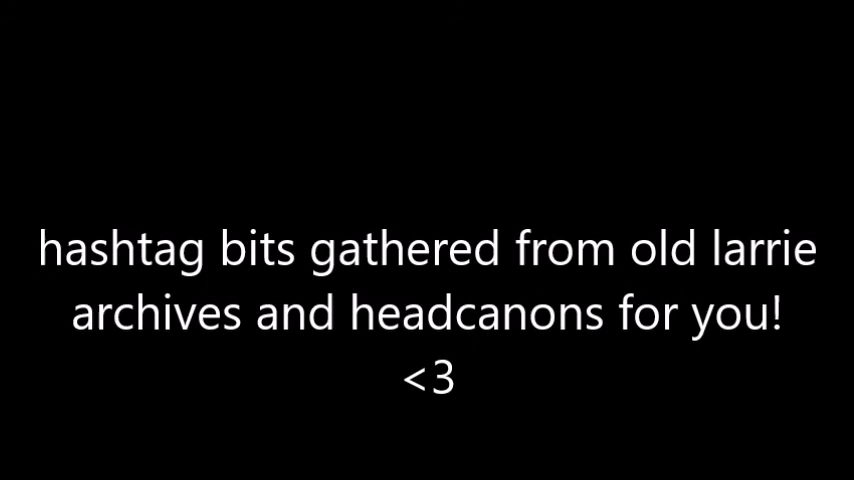 hashtag bits gathered from old larrie
archives and headcanons for you!
<3